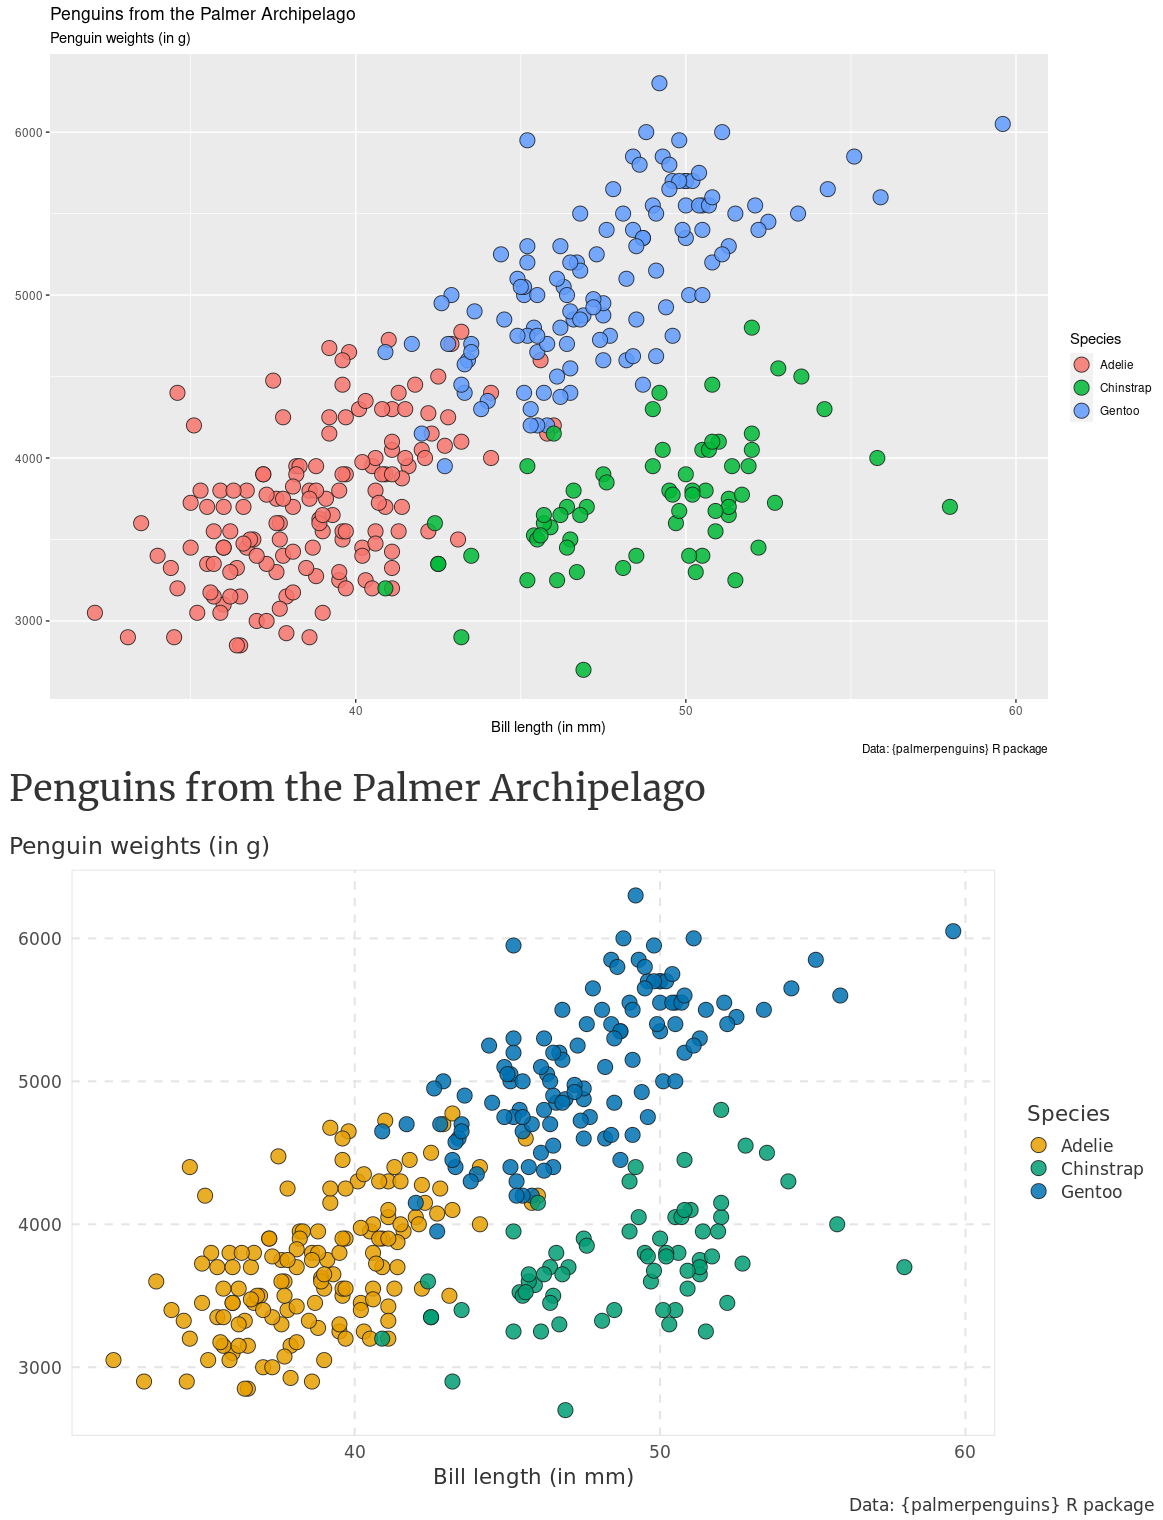 Penguins from the Palmer Archipelago
Penguin weights (in g)
6000
5000
4000
3000
40
50
60
Bill length (in mm)
Species
Adelie
Chinstrap
Gentoo
Data: {palmerpenguins} R package
Penguins from the Palmer Archipelago
Penguin weights (in g)
6000
5000
4000
3000
40
50
60
Bill length (in mm)
Species
Adelie
Chinstrap
Gentoo
Data: {palmerpenguins} R package